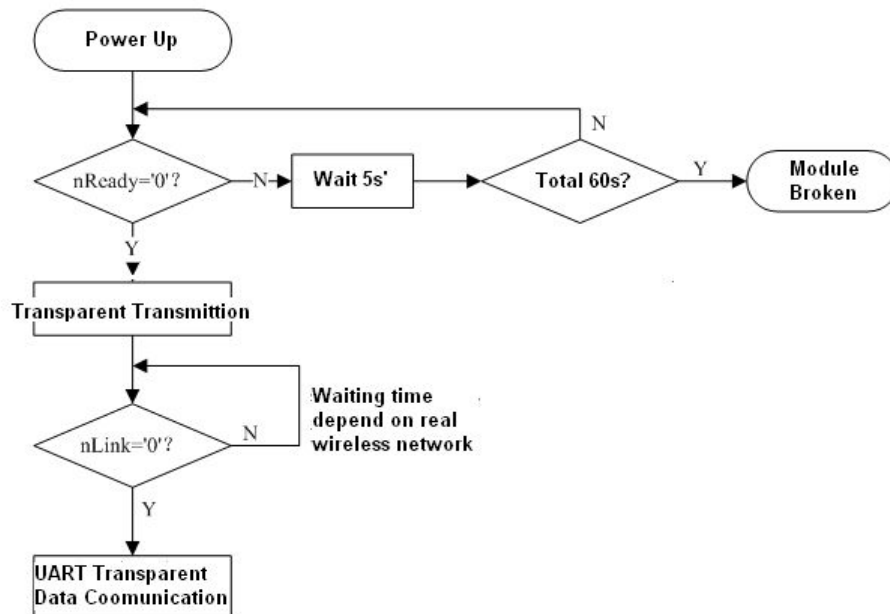 Power Up
N
nReady='0'?
N
Wait 5s'
Total 60s?
Y
Module
Broken
Y
Transparent Transmittion
Waiting time
depend on real
wireless network
nLink='0'?
N
Y
UART Transparent
Data Coomunication